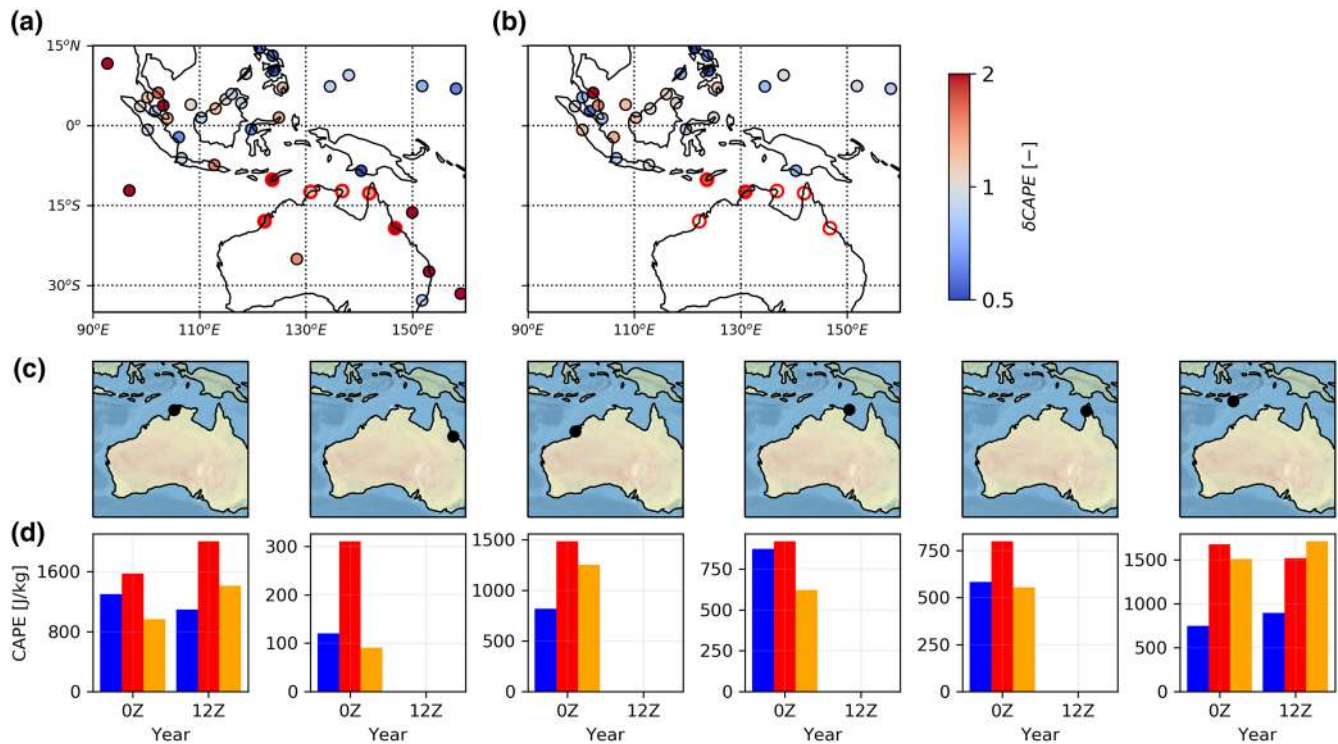 (a)
(b)
15°N
0°
15°S
30°S
90°E
110°E
130°E
150°E
90°E
110°E
130°E
150°E
2
1
0.5
δCAPE [−]
(c)
(d)
CAPE [J/kg]
1600
800
0
0Z
12Z
Year
300
200
100
0
0Z
12Z
Year
1500
1000
500
0
0Z
12Z
Year
750
500
250
0
0Z
12Z
Year
750
500
250
0
0Z
12Z
Year
1500
1000
500
0
0Z
12Z
Year